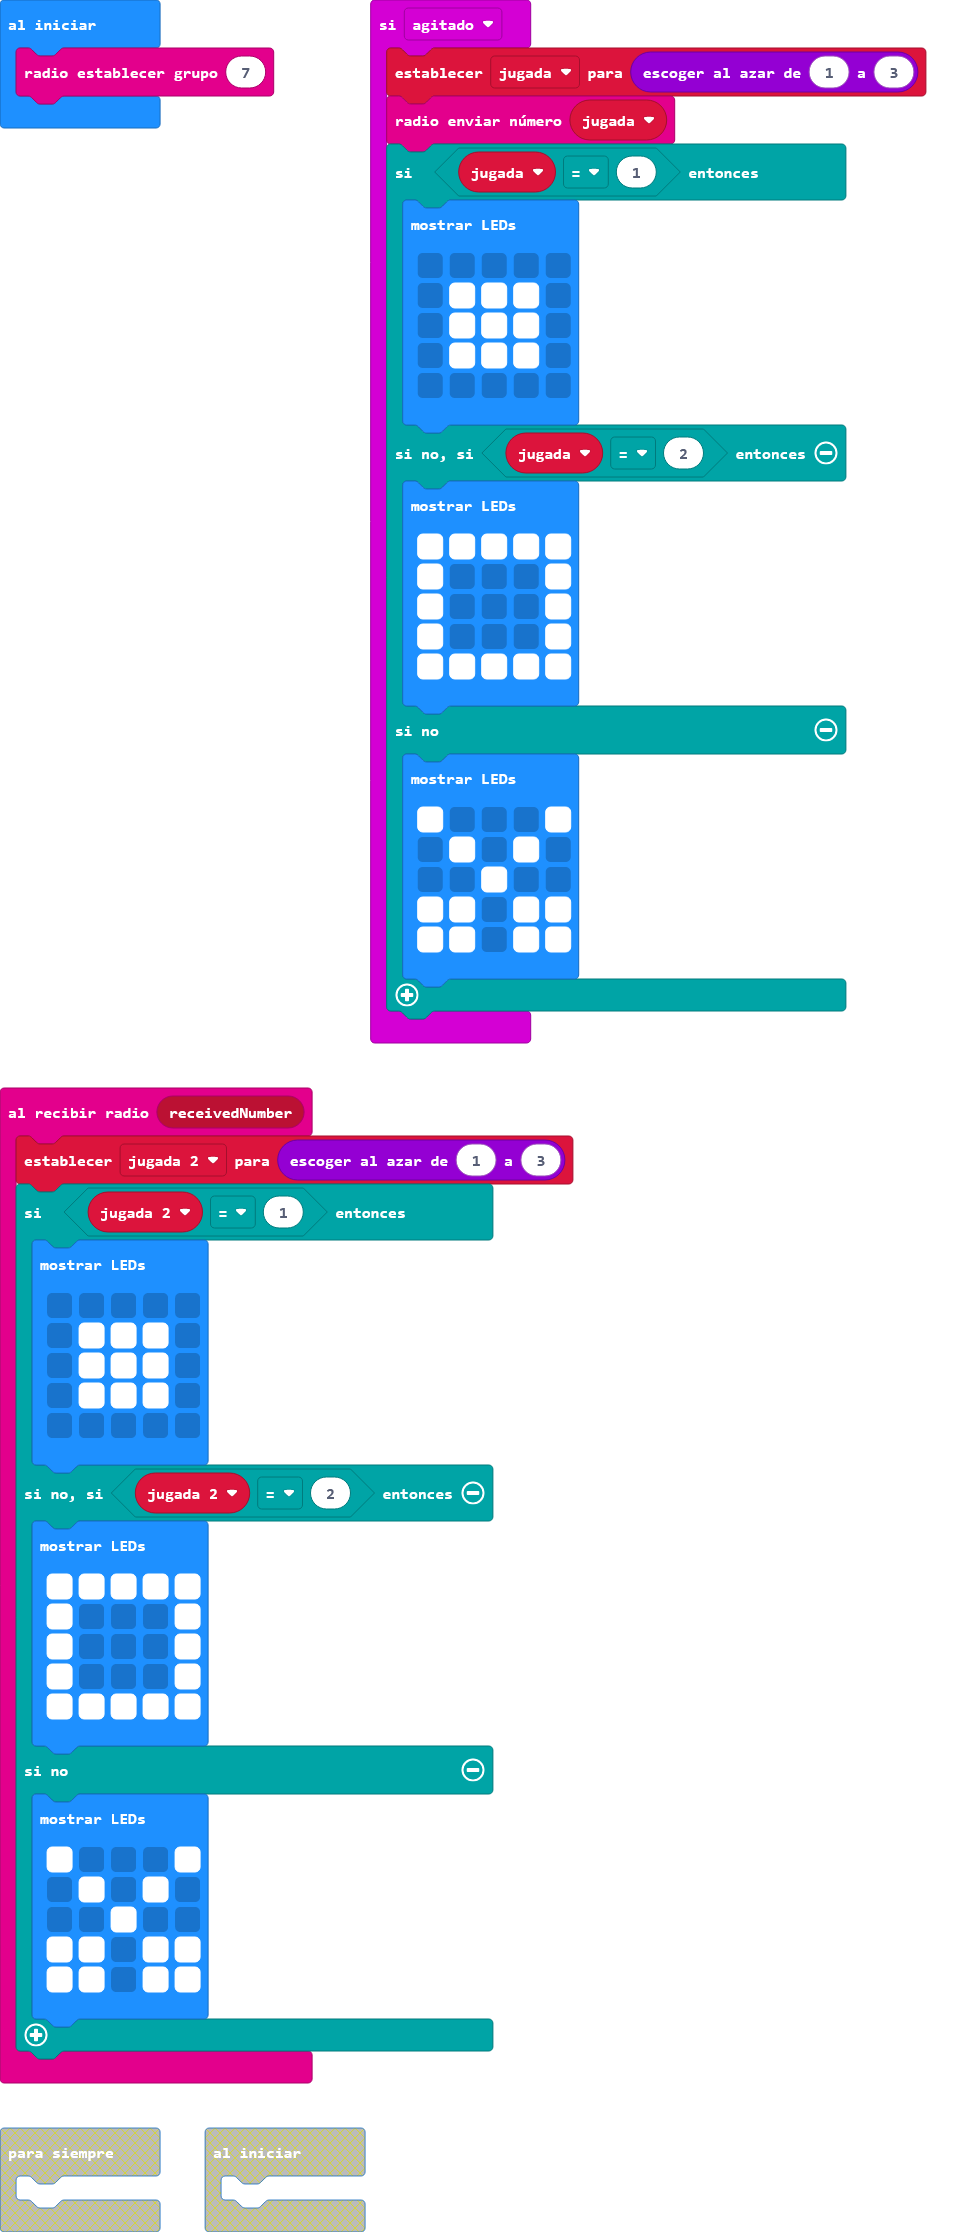 al iniciar
radio establecer grupo 7
si agitado
establecer jugada para escoger al azar de 1 a 3
radio enviar número jugada
si jugada = 1 entonces
mostrar LEDs
si no, si jugada = 2 entonces
mostrar LEDs
si no
mostrar LEDs
al recibir radio receivedNumber
establecer jugada 2 para escoger al azar de 1 a 3
si jugada 2 = 1 entonces
mostrar LEDs
si no, si jugada 2 = 2 entonces
mostrar LEDs
si no
mostrar LEDs
para siempre
al iniciar